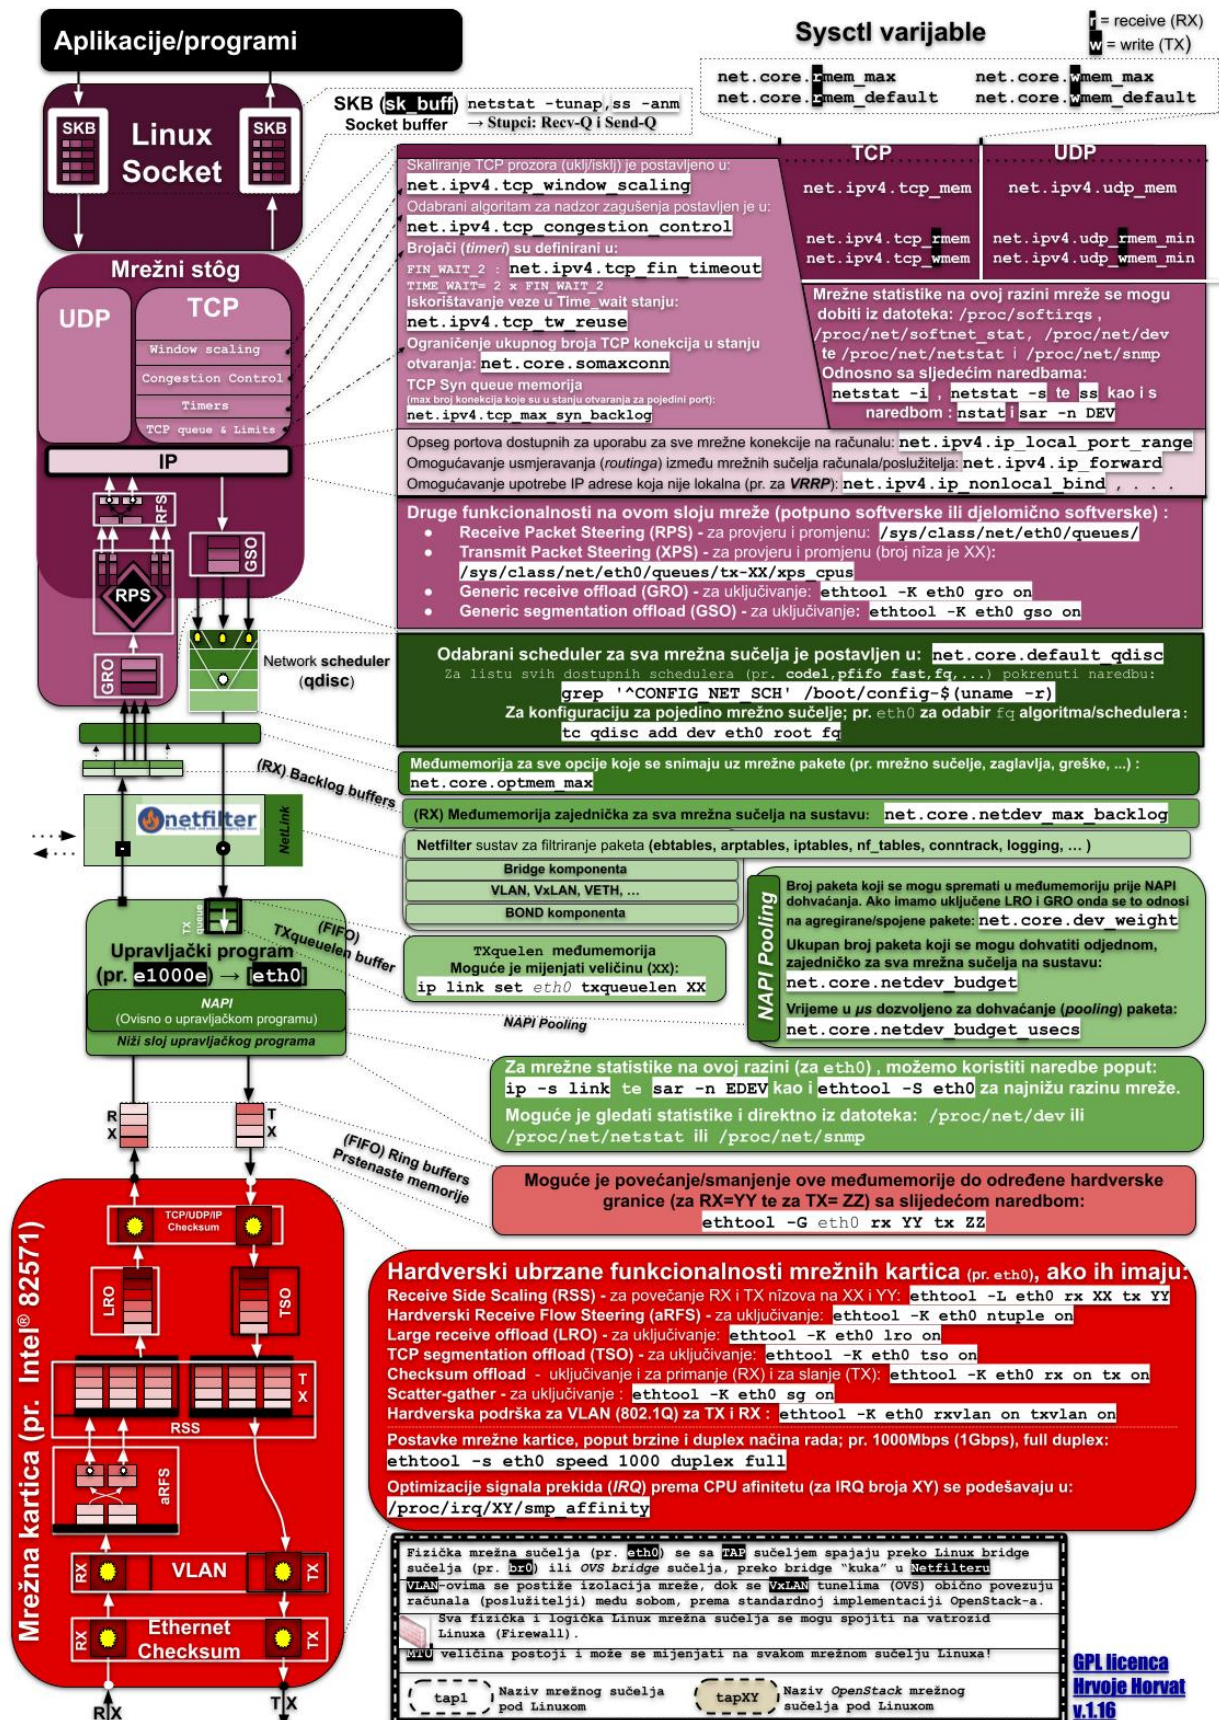 Aplikacije/programi
Sysctl varijable
r = receive (RX)
w = write (TX)
net.core.rmem_max net.core.wmem_max
net.core.rmem_default net.core.wmem_default
SKB (sk_buff) netstat -tunap,ss -anm
Socket buffer → Stupci: Recv-Q i Send-Q
SKB
SKB
Linux
Socket
TCP
UDP
Skaliranje TCP prozora (uklj/isklj) je postavljeno u:
net.ipv4.tcp_window_scaling
Odabrani algoritam za nadzor zagušenja postavljen je u:
net.ipv4.tcp_congestion_control
Brojači (timeri) su definirani u:
FIN_WAIT_2 : net.ipv4.tcp_fin_timeout
TIME_WAIT= 2 x FIN_WAIT_2
Iskorištavanje veze u Time_wait stanju:
net.ipv4.tcp_tw_reuse
Ograničenje ukupnog broja TCP konekcija u stanju
otvaranja: net.core.somaxconn
TCP Syn queue memorija
(max broj konekcija koje su u stanju otvaranja za pojedini port):
net.ipv4.tcp_max_syn_backlog
net.ipv4.tcp_mem
net.ipv4.udp_mem
net.ipv4.tcp_rmem
net.ipv4.tcp_wmem
net.ipv4.udp_rmem_min
net.ipv4.udp_wmem_min
Mrežne statistike na ovoj razini mreže se mogu
dobiti iz datoteka: /proc/softirqs ,
/proc/net/softnet_stat, /proc/net/dev
te /proc/net/netstat i /proc/net/snmp
Odnosno sa sljedećim naredbama:
netstat -i , netstat -s te ss kao i s
naredbom : nstat i sar -n DEV
Mrežni stôg
UDP
TCP
Window scaling
Congestion Control
Timers
TCP queue & Limits
IP
Opseg portova dostupnih za uporabu za sve mrežne konekcije na računalu: net.ipv4.ip_local_port_range
Omogućavanje usmjeravanja (routinga) između mrežnih sučelja računala/poslužitelja: net.ipv4.ip_forward
Omogućavanje upotrebe IP adrese koja nije lokalna (pr. za VRRP): net.ipv4.ip_nonlocal_bind , . . .
RFS
GSO
RPS
GRO
Druge funkcionalnosti na ovom sloju mreže (potpuno softverske ili djelomično softverske) :
● Receive Packet Steering (RPS) - za provjeru i promjenu: /sys/class/net/eth0/queues/
● Transmit Packet Steering (XPS) - za provjeru i promjenu (broj nîza je XX):
/sys/class/net/eth0/queues/tx-XX/xps_cpus
● Generic receive offload (GRO) - za uključivanje: ethtool -K eth0 gro on
● Generic segmentation offload (GSO) - za uključivanje: ethtool -K eth0 gso on
Network scheduler
(qdisc)
Odabrani scheduler za sva mrežna sučelja je postavljen u: net.core.default_qdisc
Za listu svih dostupnih schedulera (pr. codel,pfifo fast,fq,...) pokrenuti naredbu:
grep '^CONFIG_NET_SCH' /boot/config-$(uname -r)
Za konfiguraciju za pojedino mrežno sučelje; pr. eth0 za odabir fq algoritma/schedulera:
tc qdisc add dev eth0 root fq
(RX) Backlog buffers
Međumemorija za sve opcije koje se snimaju uz mrežne pakete (pr. mrežno sučelje, zaglavlja, greške, ...) :
net.core.optmem_max
(RX) Međumemorija zajednička za sva mrežna sučelja na sustavu: net.core.netdev_max_backlog
netfilter
NetLink
Netfilter sustav za filtriranje paketa (ebtables, arptables, iptables, nf_tables, conntrack, logging, ... )
Bridge komponenta
VLAN, VxLAN, VETH, ...
BOND komponenta
TX
queue
(FIFO)
TXqueuelen buffer
Upravljački program
(pr. e1000e) → [eth0]
NAPI
(Ovisno o upravljačkom programu)
Niži sloj upravljačkog programa
TXquelen međumemorija
Moguće je mijenjati veličinu (XX):
ip link set eth0 txqueuelen XX
NAPI Pooling
NAPI Pooling
Broj paketa koji se mogu spremati u međumemoriju prije NAPI
dohvaćanja. Ako imamo uključene LRO i GRO onda se to odnosi
na agregirane/spojene pakete: net.core.dev_weight
Ukupan broj paketa koji se mogu dohvatiti odjednom,
zajedničko za sva mrežna sučelja na sustavu:
net.core.netdev_budget
Vrijeme u μs dozvoljeno za dohvaćanje (pooling) paketa:
net.core.netdev_budget_usecs
Za mrežne statistike na ovoj razini (za eth0) , možemo koristiti naredbe poput:
ip -s link te sar -n EDEV kao i ethtool -S eth0 za najnižu razinu mreže.
Moguće je gledati statistike i direktno iz datoteka: /proc/net/dev ili
/proc/net/netstat ili /proc/net/snmp
R
X
T
X
(FIFO) Ring buffers
Prstenaste memorije
Moguće je povećanje/smanjenje ove međumemorije do određene hardverske
granice (za RX=YY te za TX= ZZ) sa slijedećom naredbom:
ethtool -G eth0 rx YY tx ZZ
Mrežna kartica (pr. Intel® 82571)
TCP/UDP/IP
Checksum
LRO
TSO
T
X
RSS
aRFS
RX
VLAN
TX
RX
Ethernet
Checksum
TX
R X
T X
Hardverski ubrzane funkcionalnosti mrežnih kartica (pr. eth0), ako ih imaju:
Receive Side Scaling (RSS) - za povečanje RX i TX nîzova na XX i YY: ethtool -L eth0 rx XX tx YY
Hardverski Receive Flow Steering (aRFS) - za uključivanje: ethtool -K eth0 ntuple on
Large receive offload (LRO) - za uključivanje: ethtool -K eth0 lro on
TCP segmentation offload (TSO) - za uključivanje: ethtool -K eth0 tso on
Checksum offload - uključivanje i za primanje (RX) i za slanje (TX): ethtool -K eth0 rx on tx on
Scatter-gather - za uključivanje : ethtool -K eth0 sg on
Hardverska podrška za VLAN (802.1Q) za TX i RX : ethtool -K eth0 rxvlan on txvlan on
Postavke mrežne kartice, poput brzine i duplex načina rada; pr. 1000Mbps (1Gbps), full duplex:
ethtool -s eth0 speed 1000 duplex full
Optimizacije signala prekida (IRQ) prema CPU afinitetu (za IRQ broja XY) se podešavaju u:
/proc/irq/XY/smp_affinity
Fizička mrežna sučelja (pr. eth0) se sa TAP sučeljem spajaju preko Linux bridge
sučelja (pr. br0) ili OVS bridge sučelja, preko bridge "kuka" u Netfilteru
VLAN-ovima se postiže izolacija mreže, dok se VxLAN tunelima (OVS) obično povezuju
računala (poslužitelji) među sobom, prema standardnoj implementaciji OpenStack-a.
Sva fizička i logička Linux mrežna sučelja se mogu spojiti na vatrozid
Linuxa (Firewall).
MTU veličina postoji i može se mijenjati na svakom mrežnom sučelju Linuxa!
tap1
Naziv mrežnog sučelja
pod Linuxom
tapXY
Naziv OpenStack mrežnog
sučelja pod Linuxom
GPL licenca
Hrvoje Horvat
v.1.16